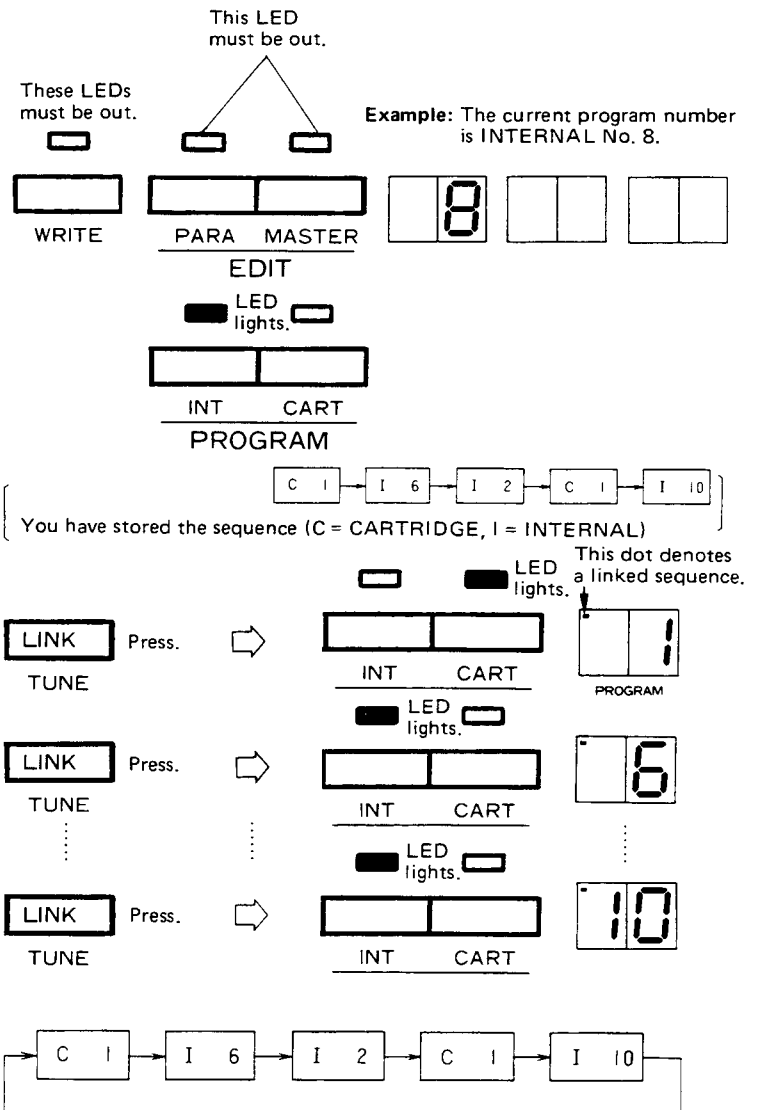 This LED
must be out.
These LEDs
must be out.
Example: The current program number
is INTERNAL No. 8.
8
WRITE PARA MASTER
EDIT
LED
lights.
INT CART
PROGRAM
C 1 I 6 I 2 C 1 I 10
You have stored the sequence (C = CARTRIDGE, I = INTERNAL)
This dot denotes
a linked sequence.
LED
lights.
LINK Press. 1
TUNE INT CART PROGRAM
LED
lights.
LINK Press. 6
TUNE INT CART
LED
lights.
LINK Press. 10
TUNE INT CART
C 1 I 6 I 2 C 1 I 10